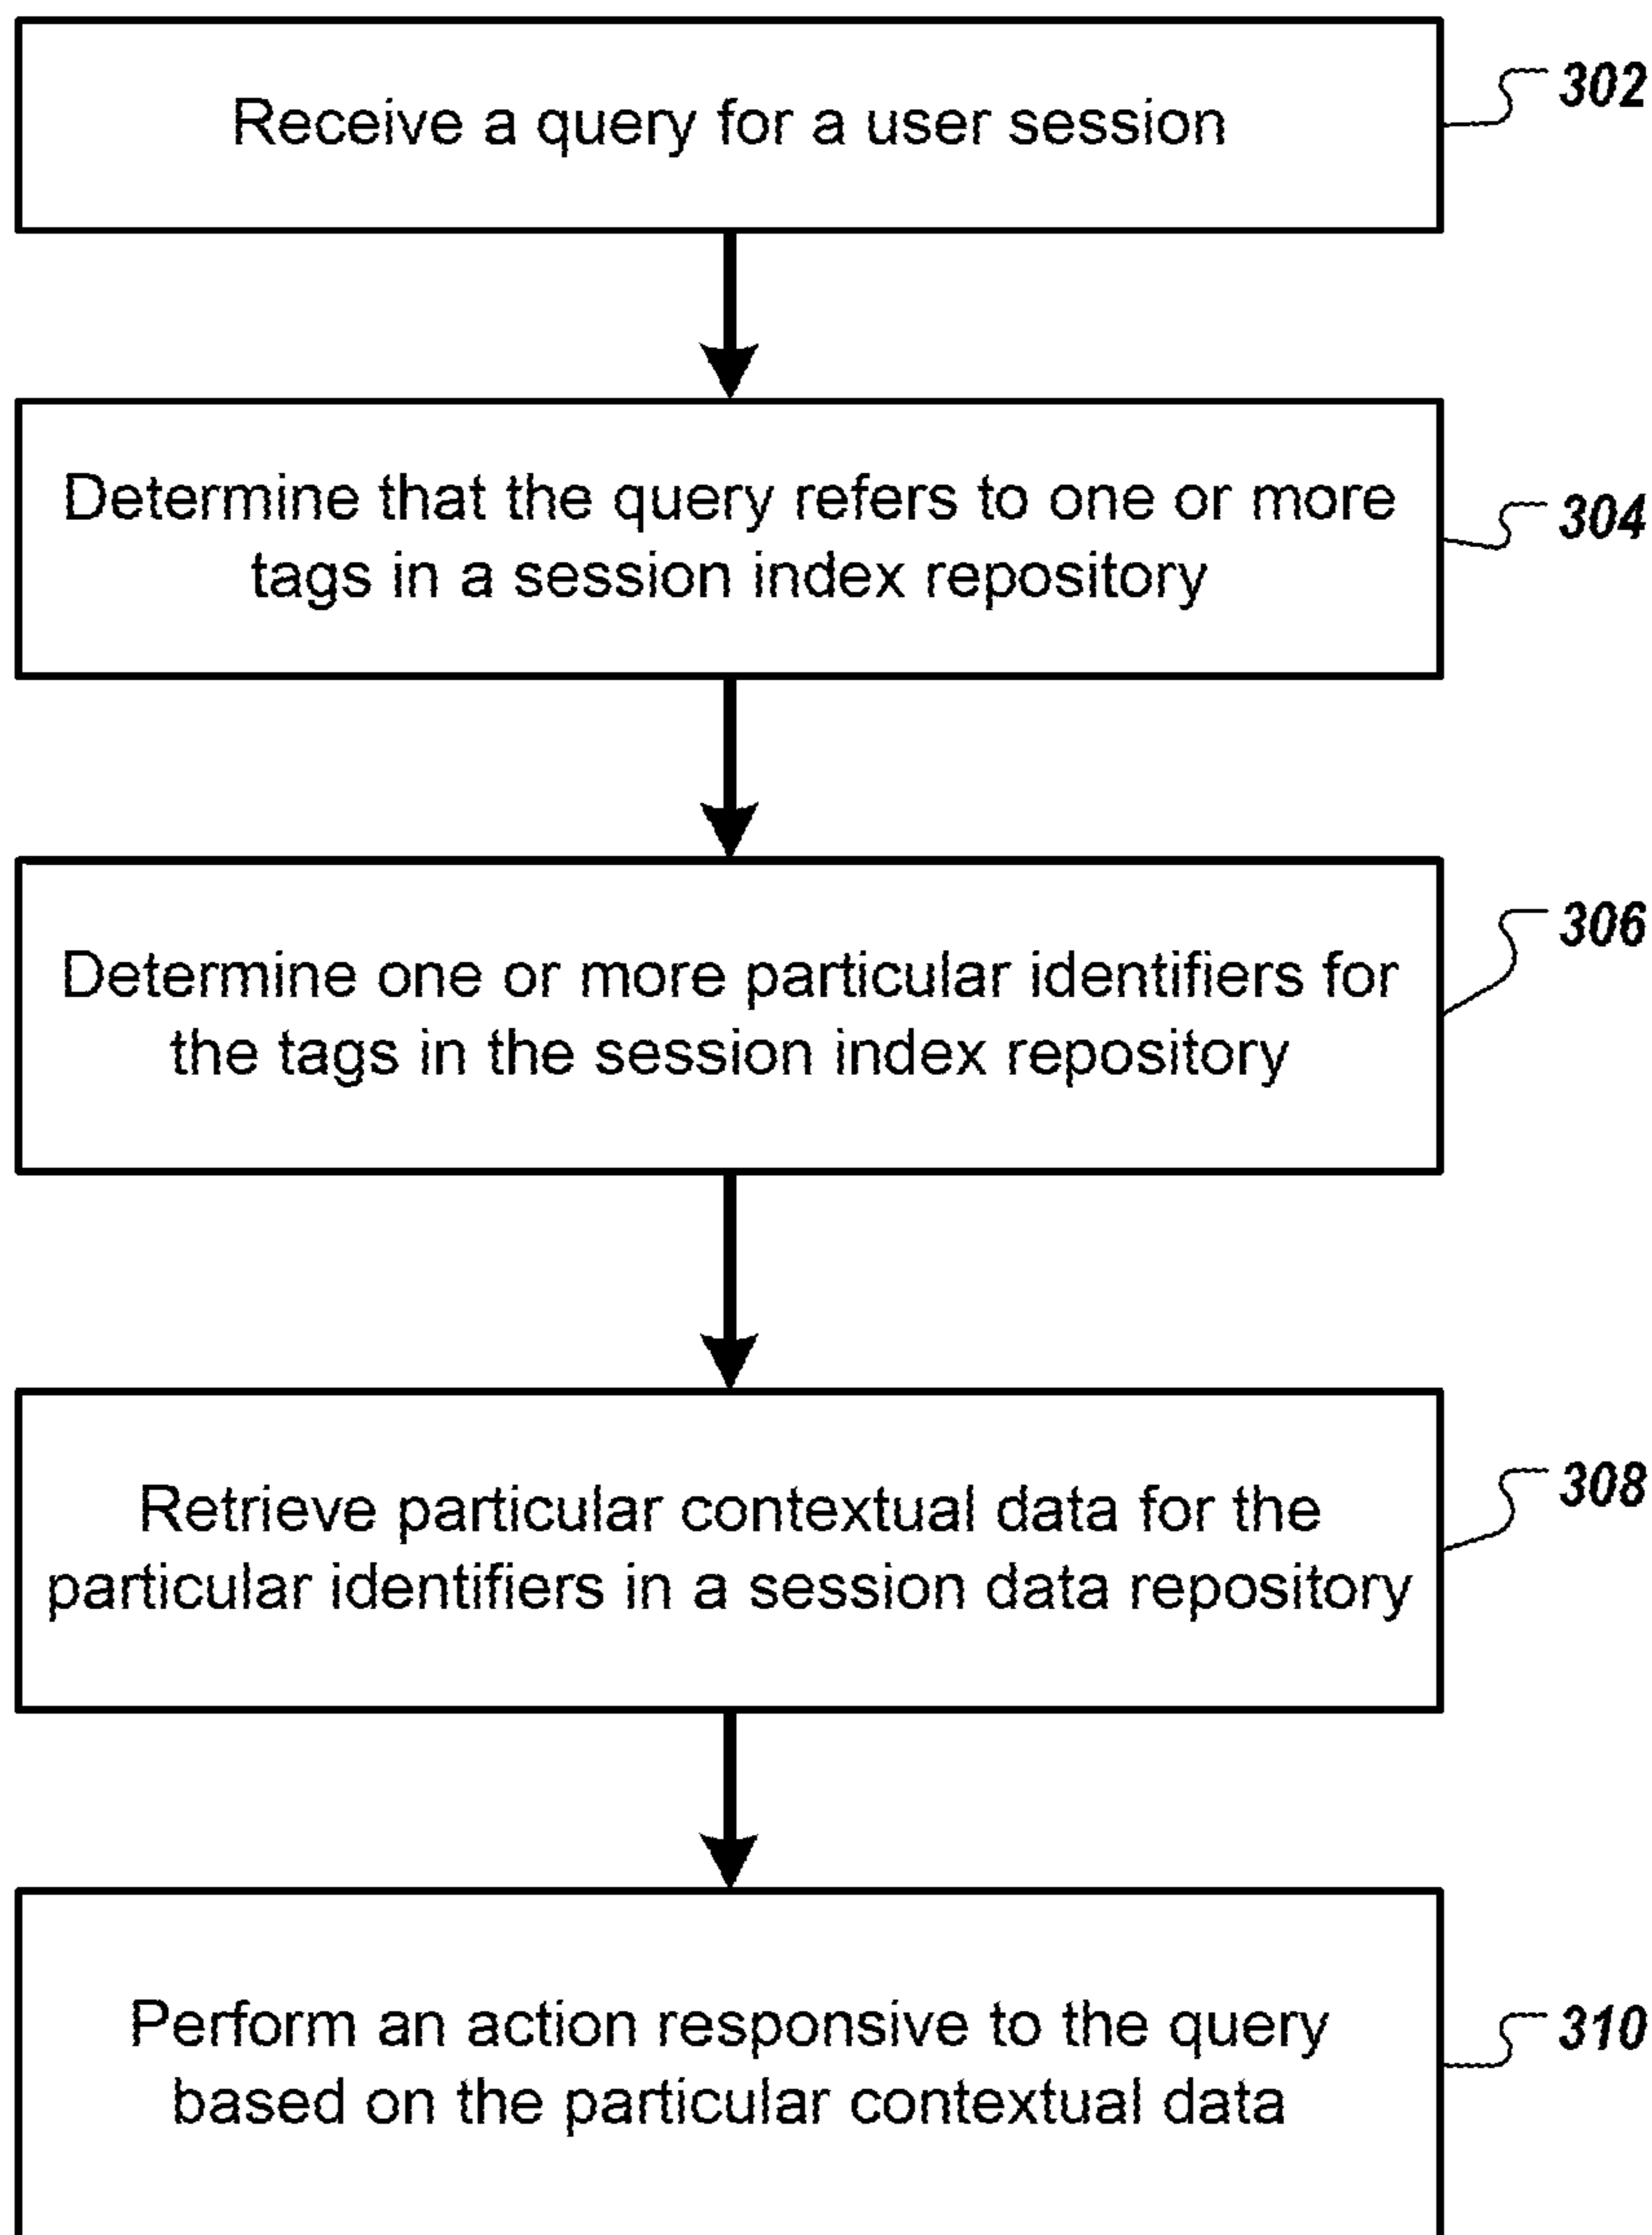 Receive a query for a user session
302
Determine that the query refers to one or more
tags in a session index repository
304
Determine one or more particular identifiers for
the tags in the session index repository
306
Retrieve particular contextual data for the
particular identifiers in a session data repository
308
Perform an action responsive to the query
based on the particular contextual data
310